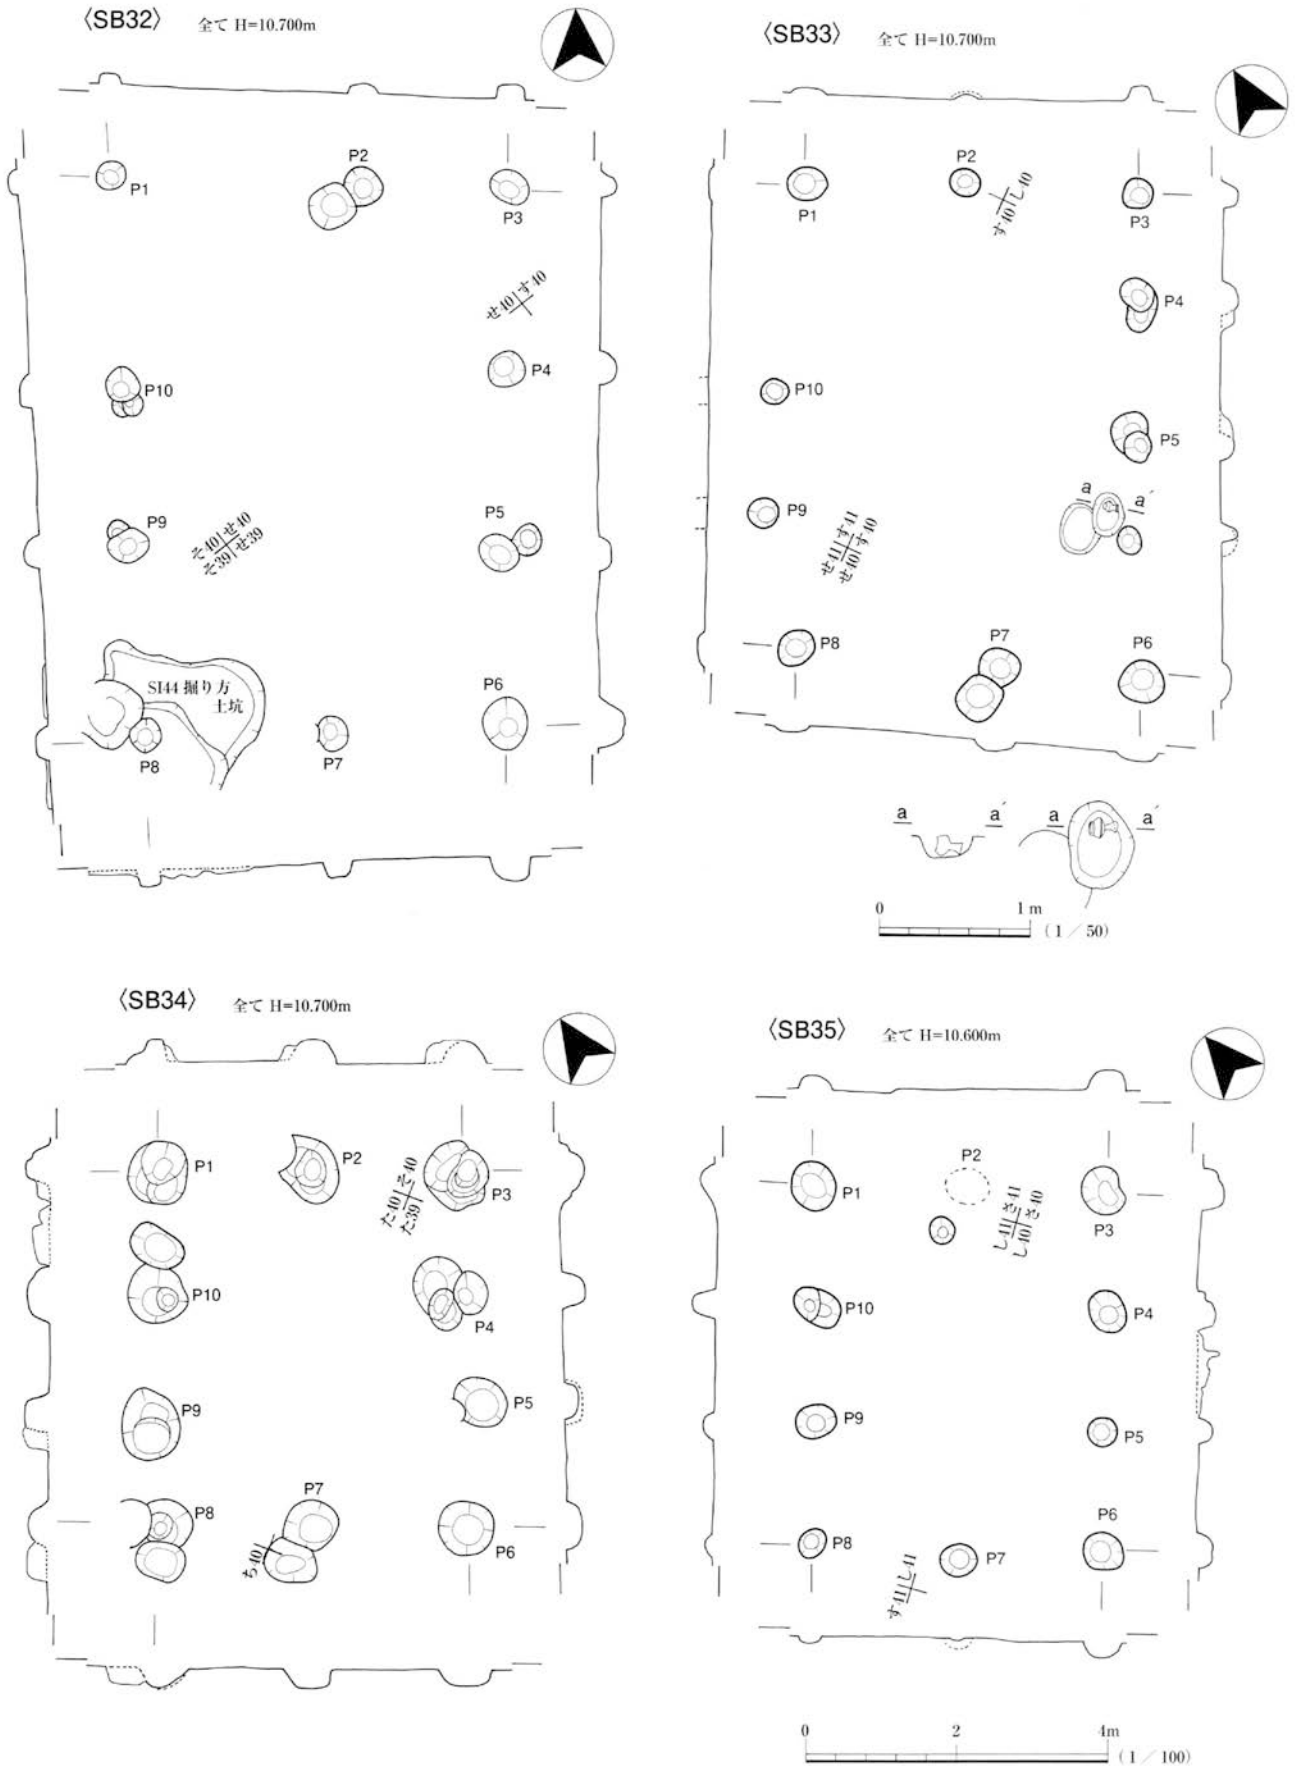 〈SB32〉 全て H=10.700m
P1
P2
P3
せ40 す40
P4
P10
P9
そ40 せ40
そ39 せ39
P5
SI44 掘り方
土坑
P6
P8
P7
〈SB33〉 全て H=10.700m
P1
P2
す40 し40
P3
P4
P10
P5
a a′
P9
せ41 す41
せ40 す40
P8
P7
P6
a a′ a a′
0 1 m
(1 / 50)
〈SB34〉 全て H=10.700m
P1
P2
た40 そ40
た39
P3
P10
P4
P9
P5
P8
P7
ち40
P6
〈SB35〉 全て H=10.600m
P1
P2
し41 さ41
し40 さ40
P3
P10
P4
P9
P5
P8
P7
P6
す41 し41
0 2 4m
(1 / 100)